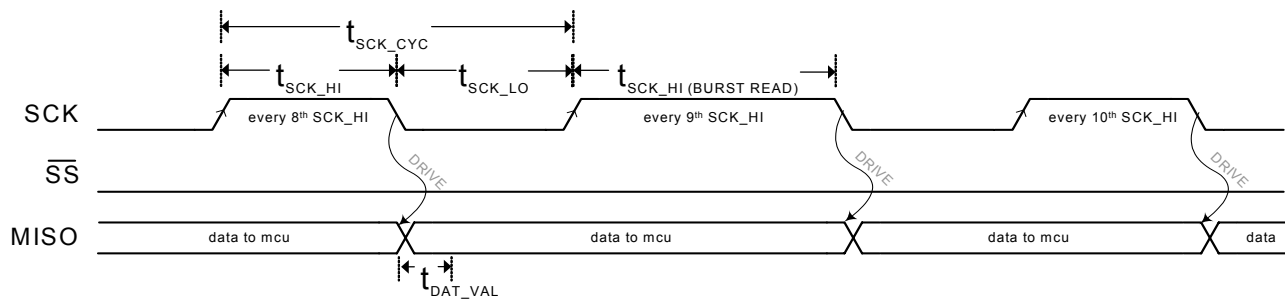 tSCK_CYC
tSCK_HI tSCK_LO tSCK_HI (BURST READ)
SCK every 8th SCK_HI every 9th SCK_HI every 10th SCK_HI
DRIVE DRIVE DRIVE
SS
MISO data to mcu data to mcu data to mcu data
tDAT_VAL